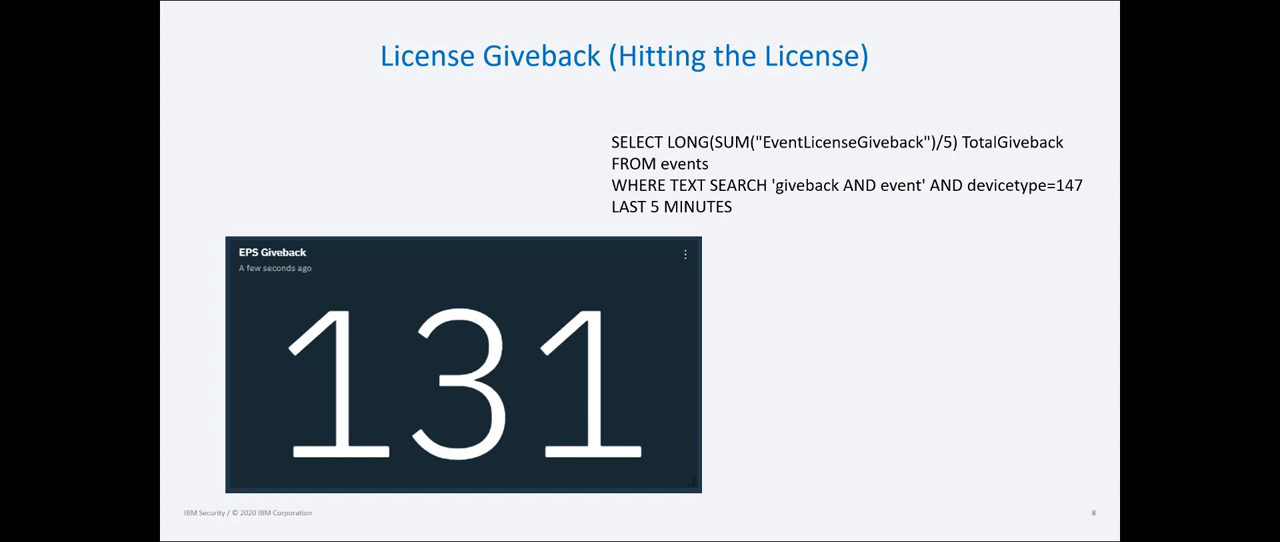 License Giveback (Hitting the License)
SELECT LONG(SUM("EventLicenseGiveback")/5) TotalGiveback
FROM events
WHERE TEXT SEARCH 'giveback AND event' AND devicetype=147
LAST 5 MINUTES
EPS Giveback
A few seconds ago
131
IBM Security / © 2020 IBM Corporation
8